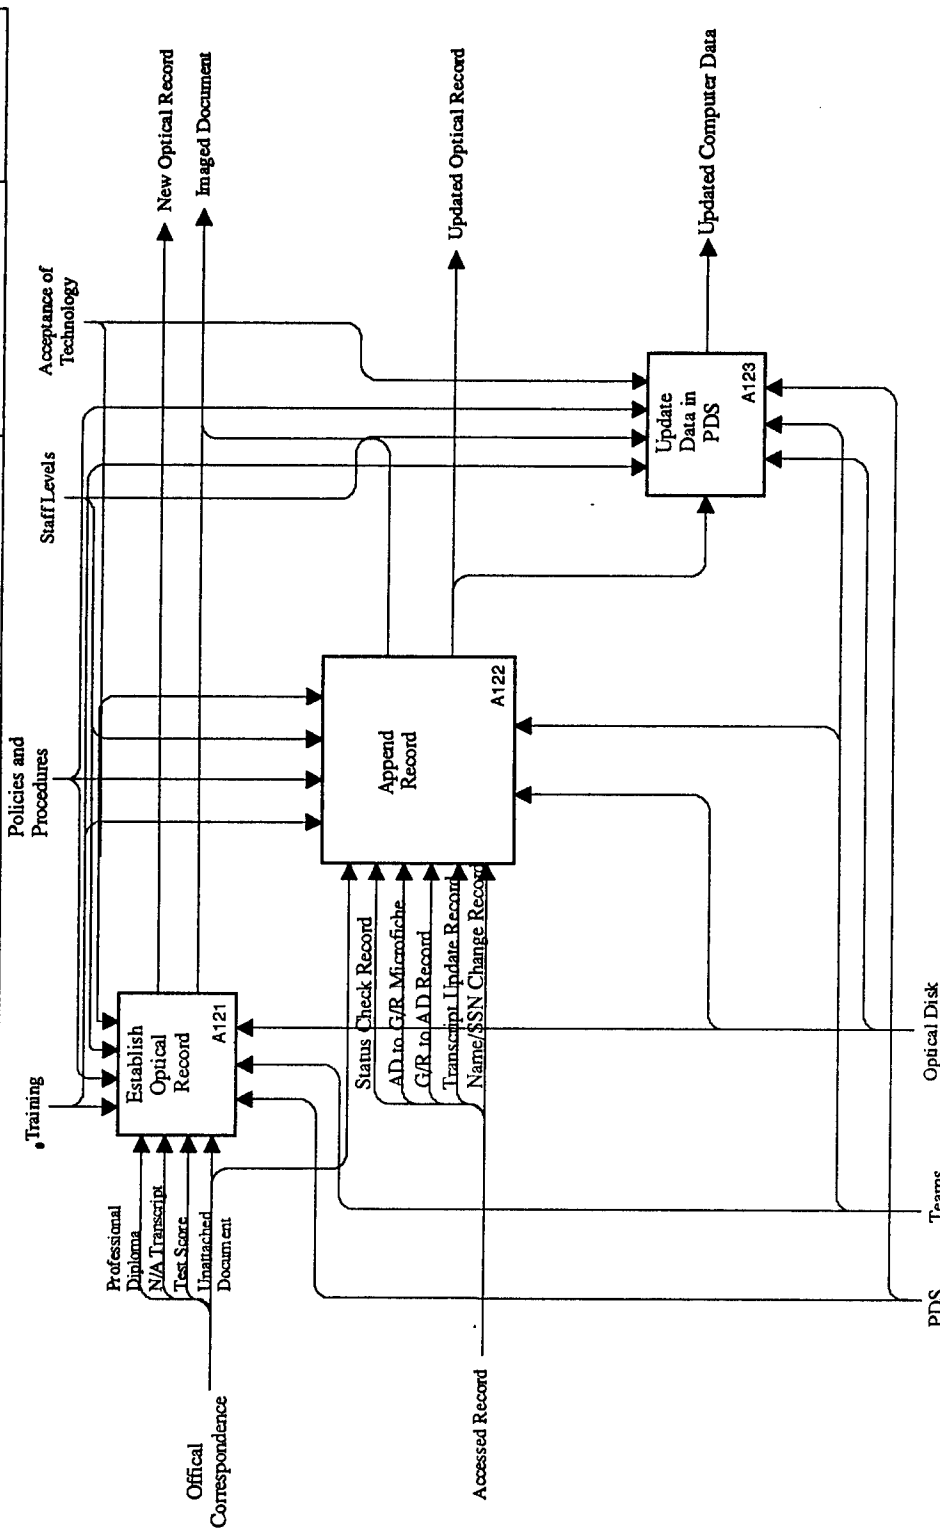 Policies and
Procedures
Training
Staff Levels
Acceptance of
Technology
Professional
Diploma
N/A Transcript
Test Score
Unattached
Document
Offical
Correspondence
Establish
Optical
Record
A121
New Optical Record
Imaged Document
Status Check Record
AD to G/R Microfiche
G/R to AD Record
Transcript Update Record
Name/SSN Change Record
Accessed Record
Append
Record
A122
Updated Optical Record
Update
Data in
PDS
A123
Updated Computer Data
PDS
Teams
Optical Disk